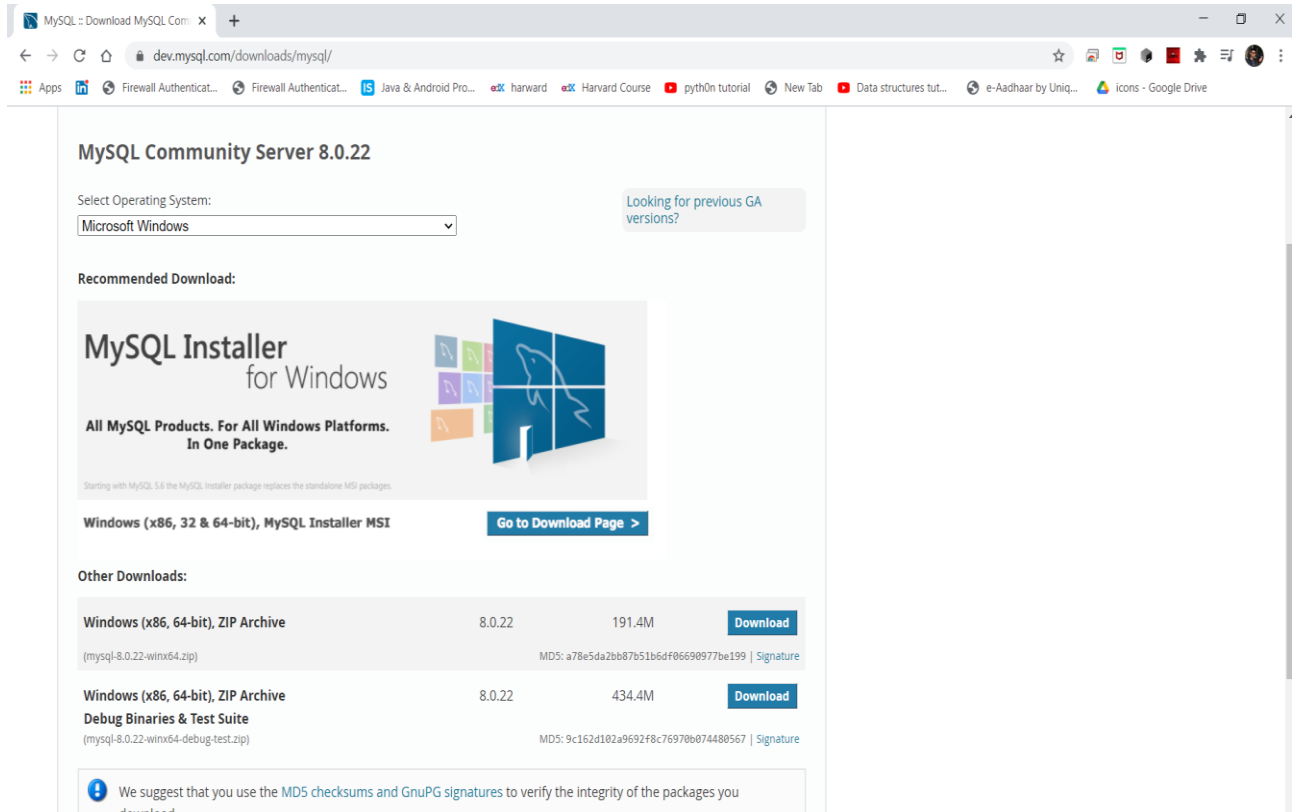 MySQL :: Download MySQL Com
dev.mysql.com/downloads/mysql/
Apps Firewall Authenticat... Firewall Authenticat... IS Java & Android Pro... edX harward edX Harvard Course pyth0n tutorial New Tab Data structures tut... e-Aadhaar by Uniq... icons - Google Drive
MySQL Community Server 8.0.22
Select Operating System:
Microsoft Windows
Looking for previous GA
versions?
Recommended Download:
MySQL Installer
for Windows
All MySQL Products. For All Windows Platforms.
In One Package.
Starting with MySQL 5.6 the MySQL Installer package replaces the standalone MSI packages.
Windows (x86, 32 & 64-bit), MySQL Installer MSI Go to Download Page >
Other Downloads:
Windows (x86, 64-bit), ZIP Archive 8.0.22 191.4M Download
(mysql-8.0.22-winx64.zip) MD5: a78e5da2bb87b51b6df06690977be199 | Signature
Windows (x86, 64-bit), ZIP Archive 8.0.22 434.4M Download
Debug Binaries & Test Suite
(mysql-8.0.22-winx64-debug-test.zip) MD5: 9c162d102a9692f8c76970b074480567 | Signature
We suggest that you use the MD5 checksums and GnuPG signatures to verify the integrity of the packages you
download